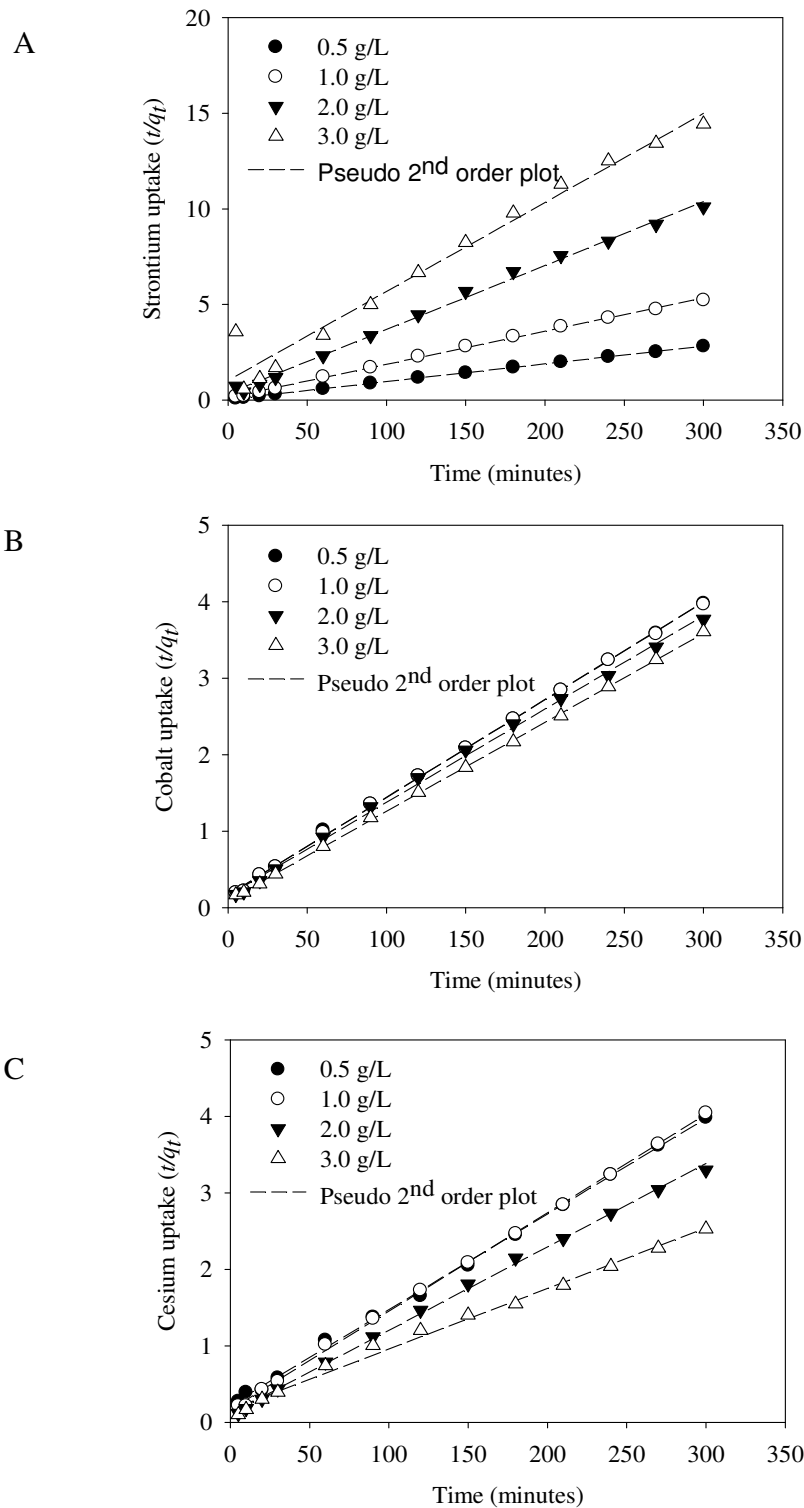 A
Strontium uptake (t/qt)
20
15
10
5
0
0.5 g/L
1.0 g/L
2.0 g/L
3.0 g/L
Pseudo 2nd order plot
0 50 100 150 200 250 300 350
Time (minutes)
B
Cobalt uptake (t/qt)
5
4
3
2
1
0
0.5 g/L
1.0 g/L
2.0 g/L
3.0 g/L
Pseudo 2nd order plot
0 50 100 150 200 250 300 350
Time (minutes)
C
Cesium uptake (t/qt)
5
4
3
2
1
0
0.5 g/L
1.0 g/L
2.0 g/L
3.0 g/L
Pseudo 2nd order plot
0 50 100 150 200 250 300 350
Time (minutes)